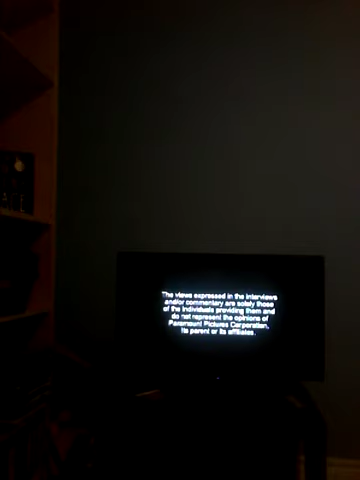 The views expressed in the interviews
and/or commentary are solely those
of the individuals providing them and
do not represent the opinions of
Paramount Pictures Corporation,
its parent or its affiliates.